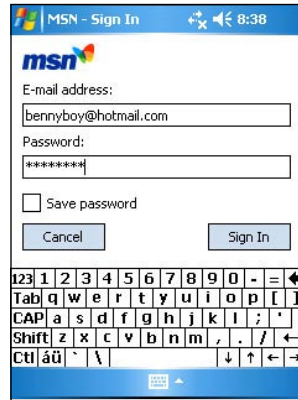 MSN - Sign In 8:38
msn
E-mail address:
bennyboy@hotmail.com
Password:
********
Save password
Cancel Sign In
123 1 2 3 4 5 6 7 8 9 0 - =
Tab q w e r t y u i o p [ ]
CAP a s d f g h j k l ; '
Shift z x c v b n m , . /
Ctl áü ` \